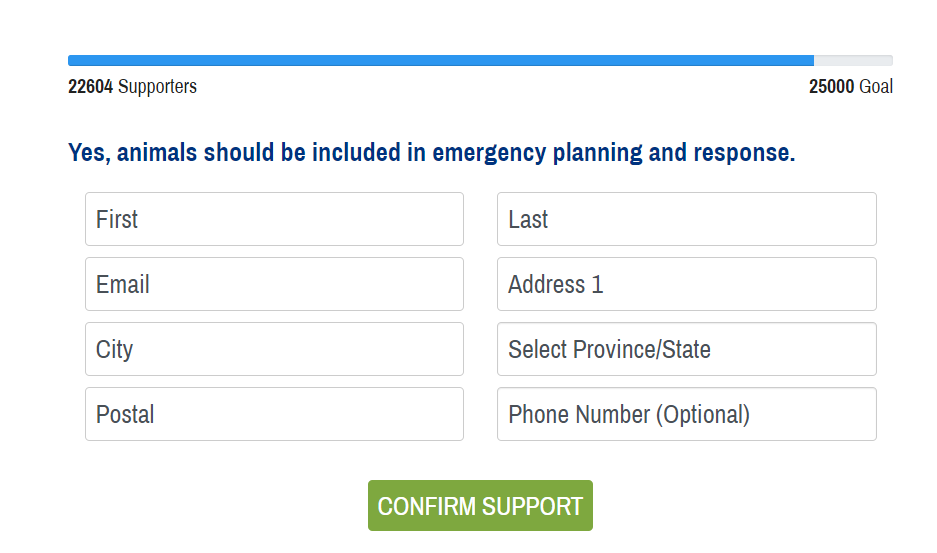 22604 Supporters 25000 Goal
Yes, animals should be included in emergency planning and response.
First Last
Email Address 1
City Select Province/State
Postal Phone Number (Optional)
CONFIRM SUPPORT